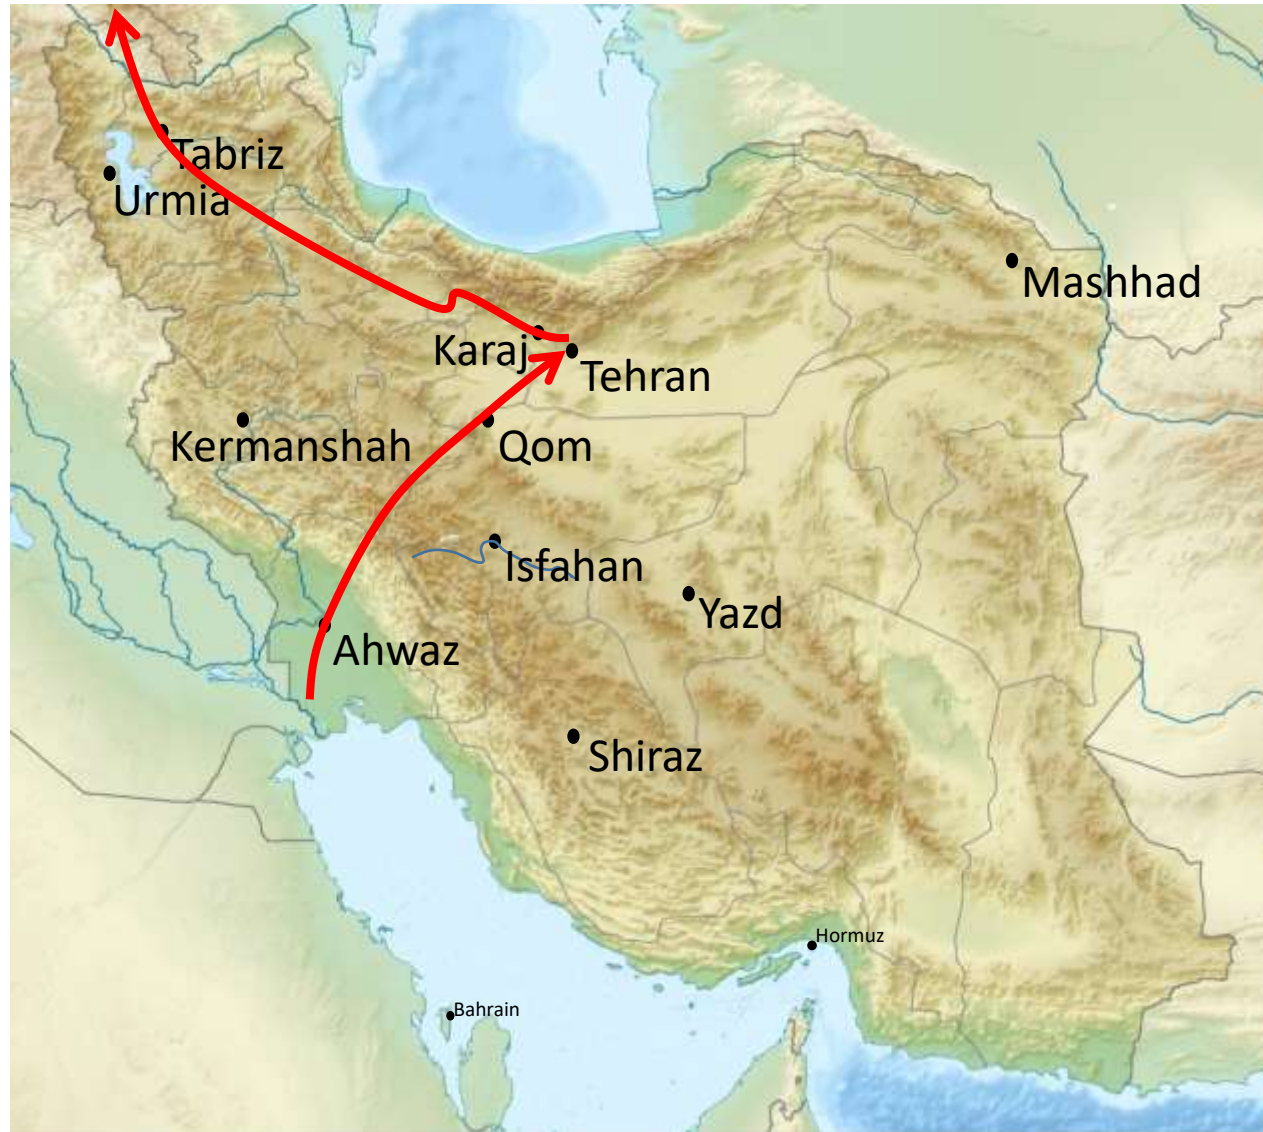 Tabriz
Urmia
Mashhad
Karaj
Tehran
Kermanshah
Qom
Isfahan
Yazd
Ahwaz
Shiraz
Hormuz
Bahrain